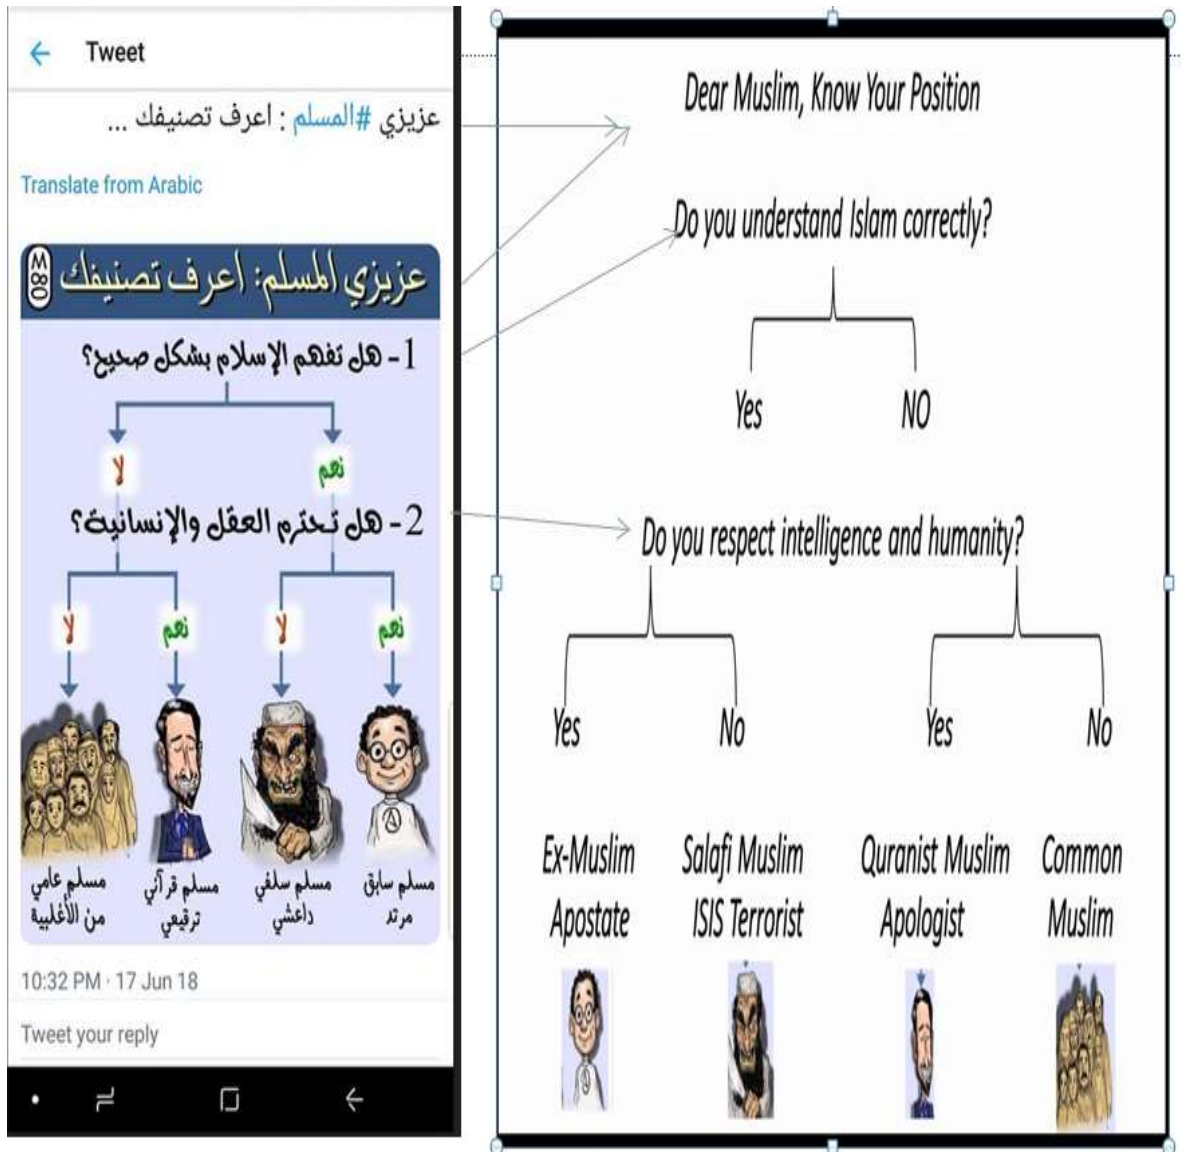 Tweet
عزيزي #المسلم : اعرف تصنيفك ...
Translate from Arabic
عزيزي المسلم: اعرف تصنيفك
M80
1- هل تفهم الإسلام بشكل صحيح؟
لا
نعم
2- هل تحترم العقل والإنسانية؟
لا
نعم
لا
نعم
مسلم عامي
من الأغلبية
مسلم قرآني
ترقيعي
مسلم سلفي
داعشي
مسلم سابق
مرتد
10:32 PM · 17 Jun 18
Tweet your reply
Dear Muslim, Know Your Position
Do you understand Islam correctly?
Yes
NO
Do you respect intelligence and humanity?
Yes
No
Yes
No
Ex-Muslim
Apostate
Salafi Muslim
ISIS Terrorist
Quranist Muslim
Apologist
Common
Muslim